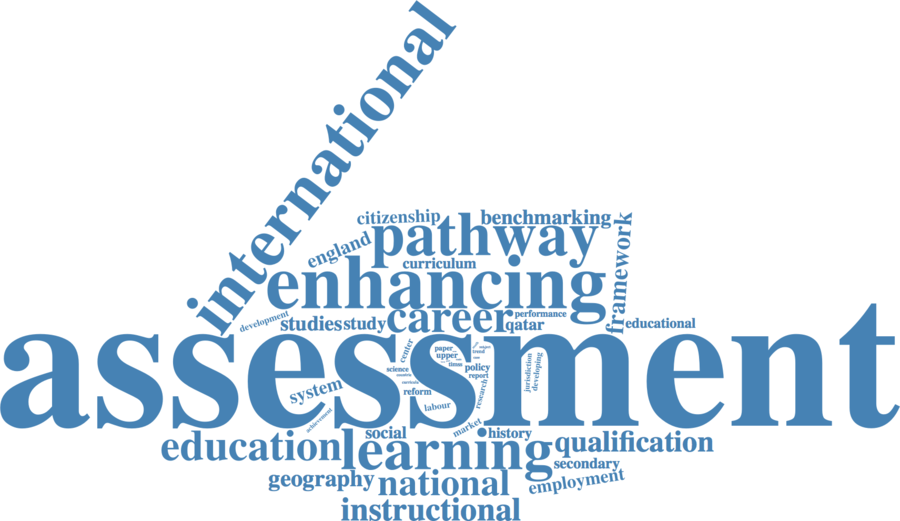 international
citizenship
benchmarking
england
pathway
framework
curriculum
enhancing
development
studies
study
career
performance
qatar
educational
assessment
center
paper
upper
trend
timss
science
policy
report
jurisdiction
developing
system
reform
research
labour
achievement
market
social
history
education
learning
qualification
secondary
geography
national
employment
instructional